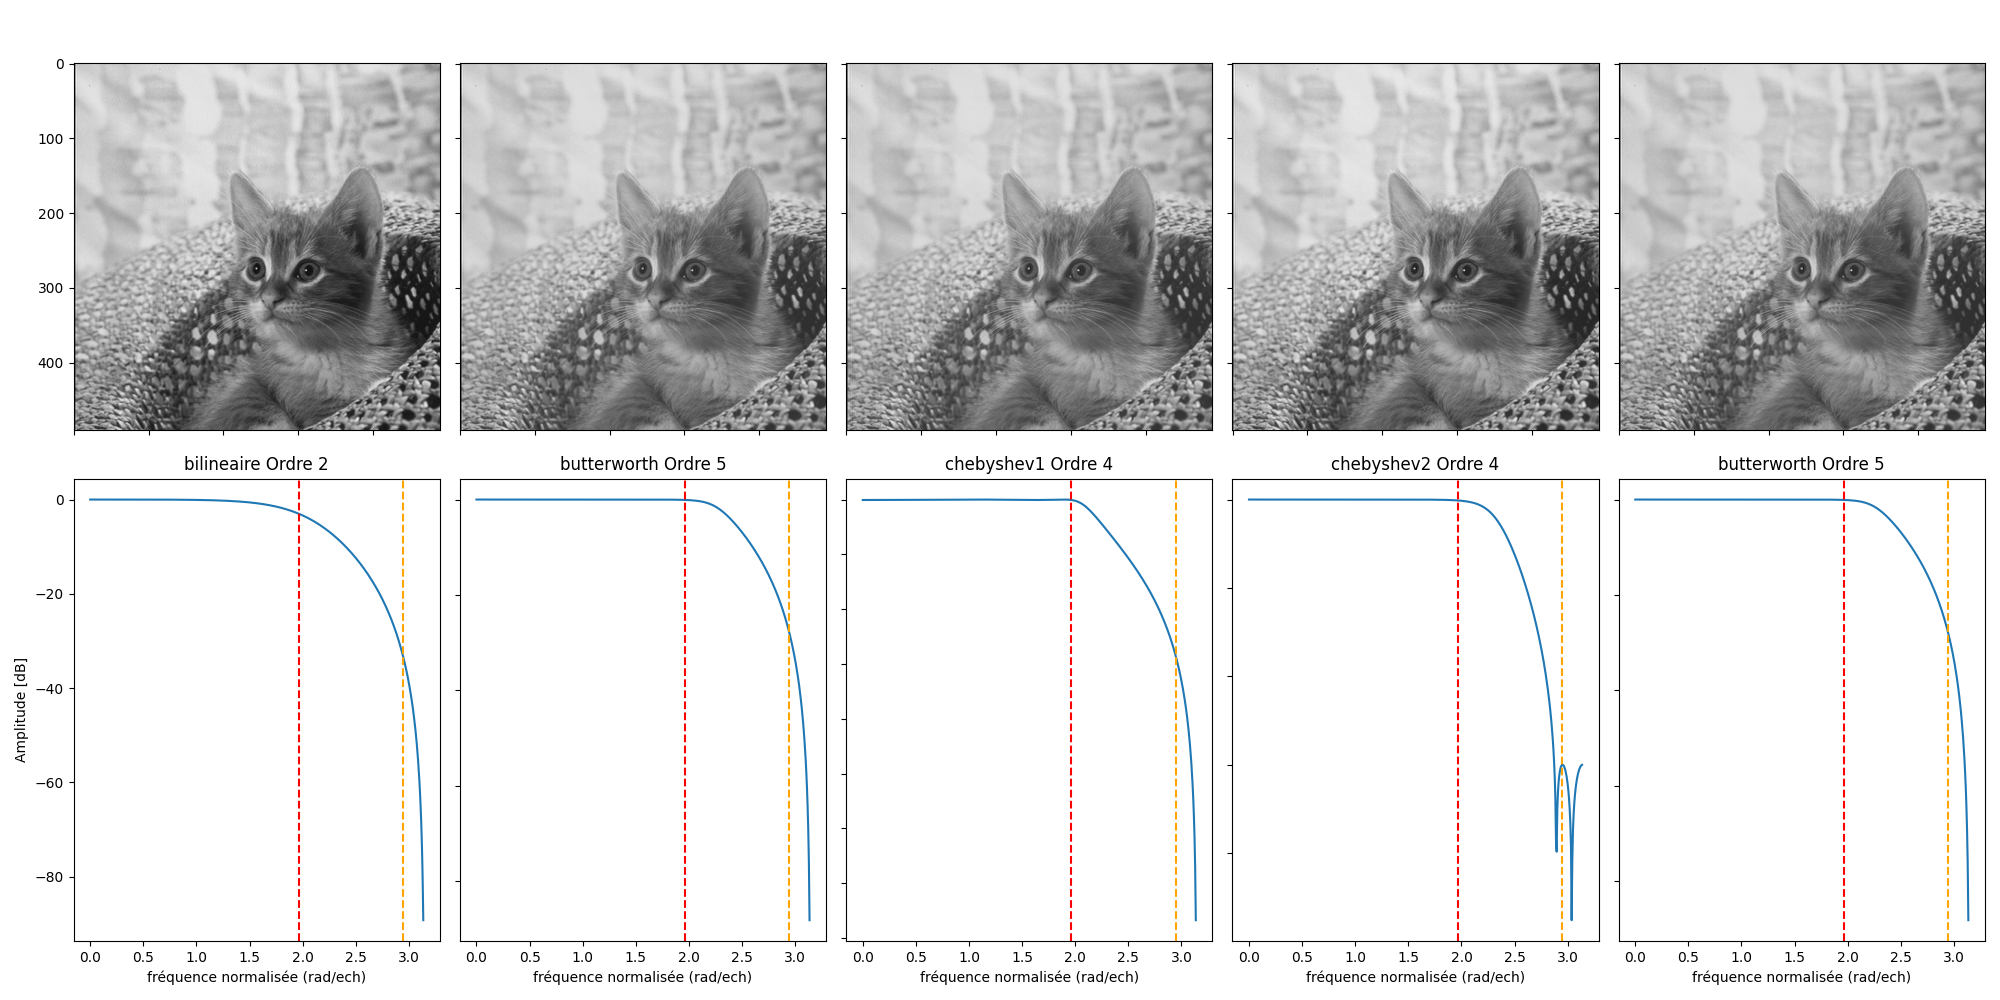 0
100
200
300
400
bilineaire Ordre 2
butterworth Ordre 5
chebyshev1 Ordre 4
chebyshev2 Ordre 4
butterworth Ordre 5
0
−20
−40
−60
−80
Amplitude [dB]
0.0 0.5 1.0 1.5 2.0 2.5 3.0
0.0 0.5 1.0 1.5 2.0 2.5 3.0
0.0 0.5 1.0 1.5 2.0 2.5 3.0
0.0 0.5 1.0 1.5 2.0 2.5 3.0
0.0 0.5 1.0 1.5 2.0 2.5 3.0
fréquence normalisée (rad/ech)
fréquence normalisée (rad/ech)
fréquence normalisée (rad/ech)
fréquence normalisée (rad/ech)
fréquence normalisée (rad/ech)